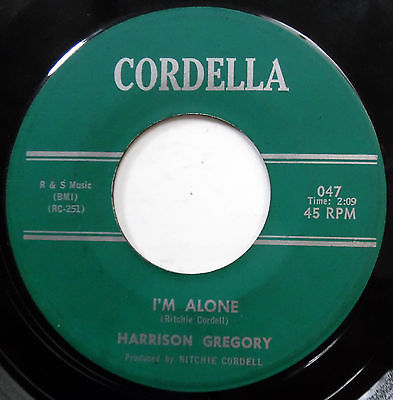 CORDELLA
R & S Music
(BMI)
(RC-251)
047
Time: 2:09
45 RPM
I'M ALONE
(Ritchie Cordell)
HARRISON GREGORY
Produced by RITCHIE CORDELL